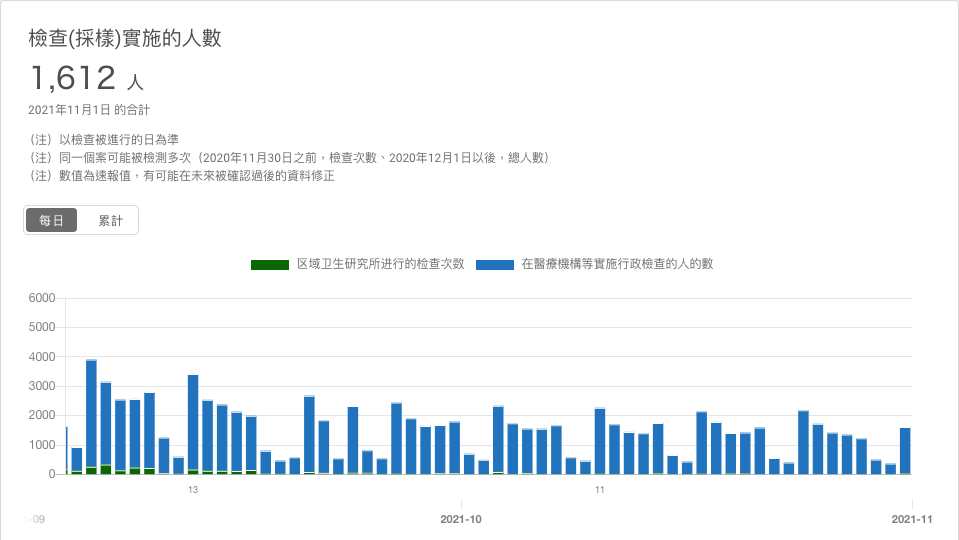 檢查(採樣)實施的人數
1,612 人
2021年11月1日 的合計
（注）以檢查被進行的日為準
（注）同一個案可能被檢測多次（2020年11月30日之前，檢查次數、2020年12月1日以後，總人數）
（注）數值為速報值，有可能在未來被確認過後的資料修正
每日 累計
区域卫生研究所进行的检查次数 在醫療機構等實施行政檢查的人的數
6000
5000
4000
3000
2000
1000
0
13 11
-09 2021-10 2021-11